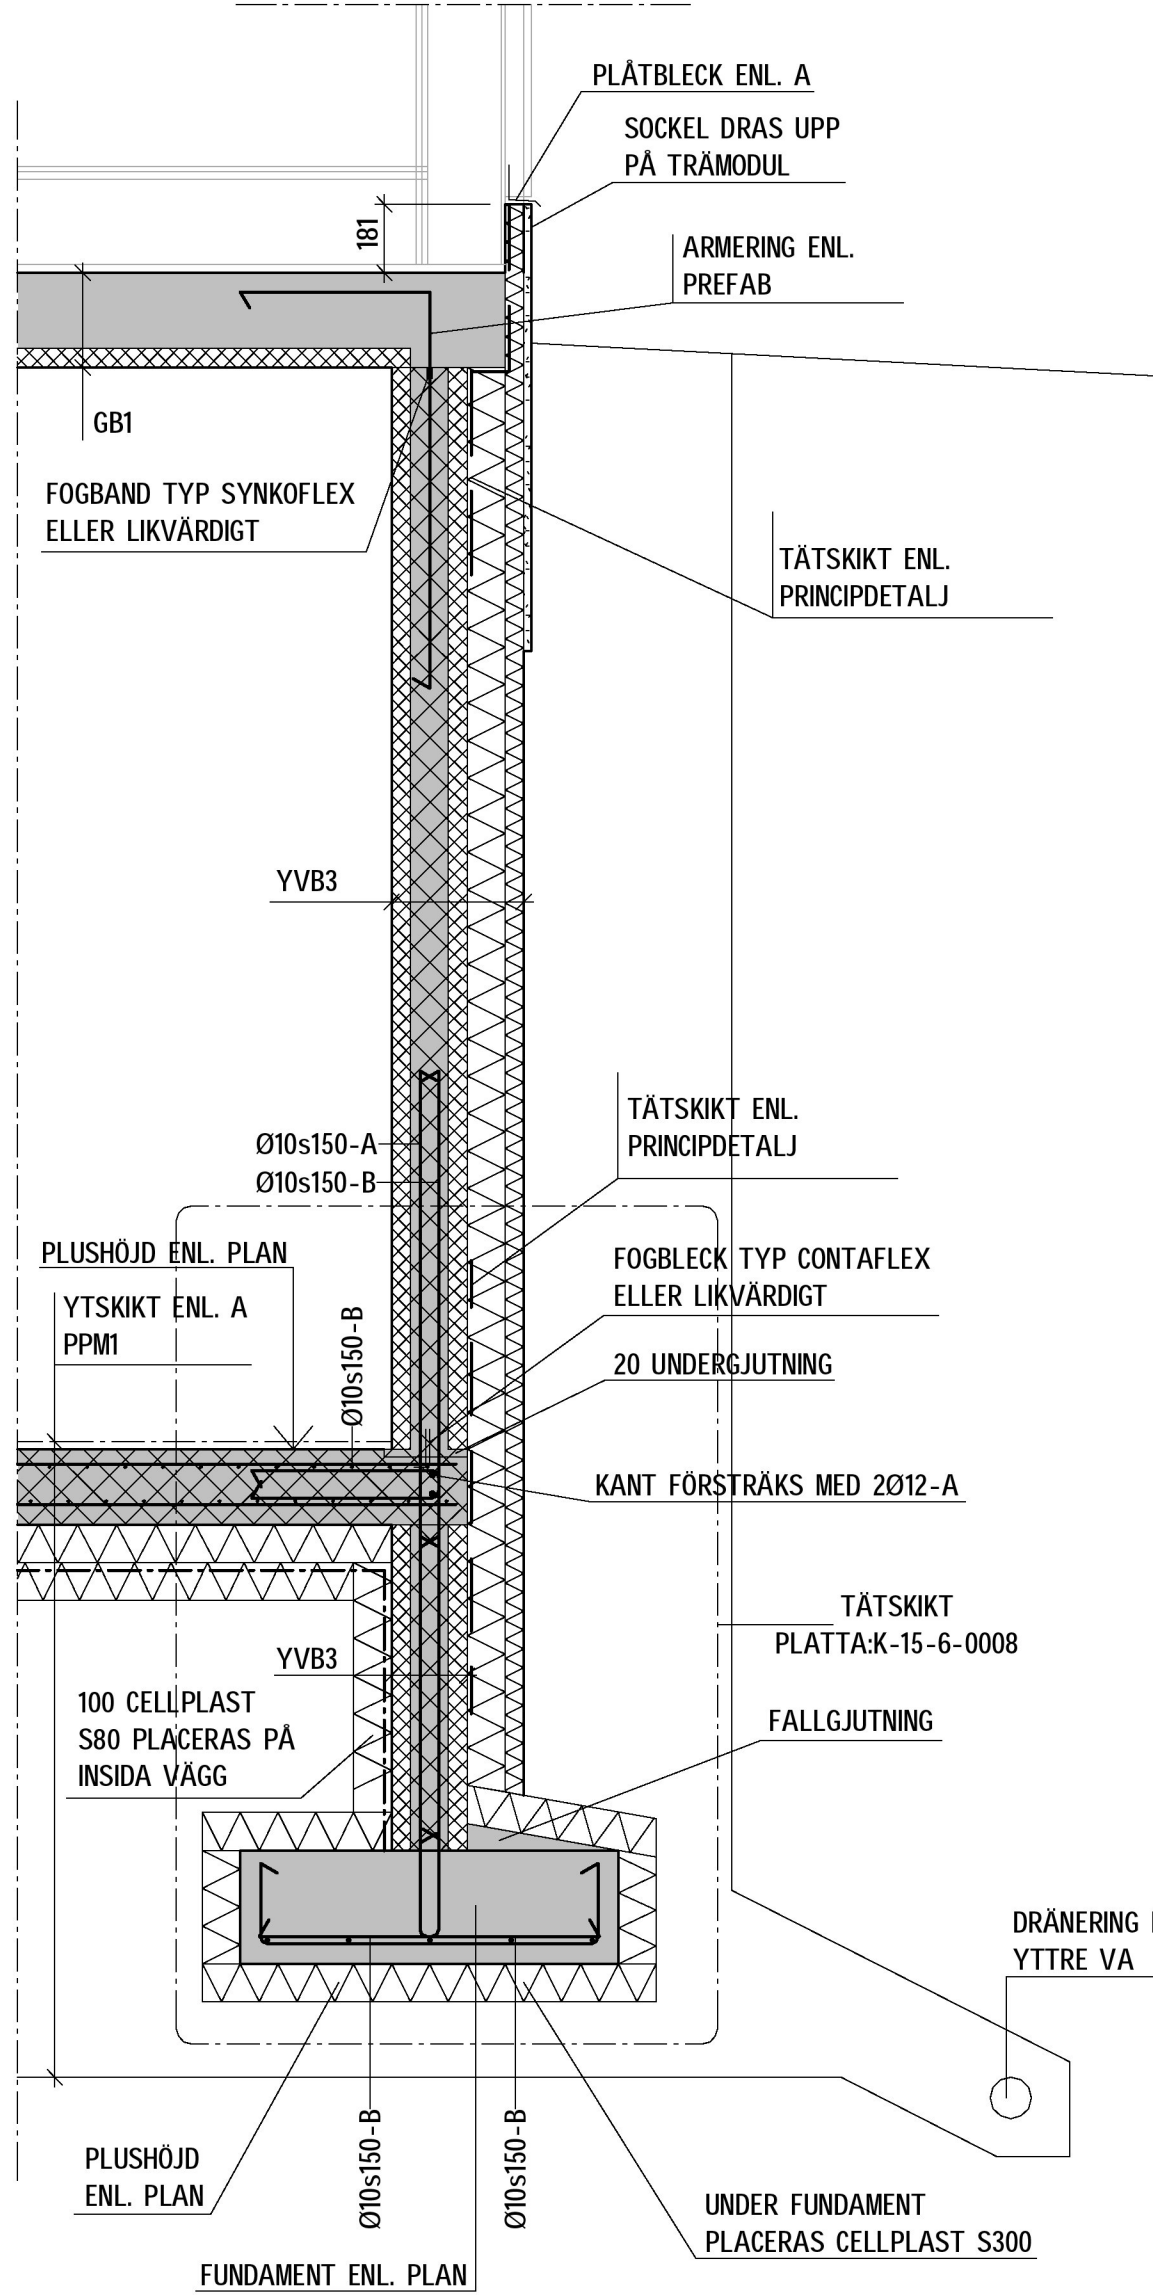 PLÅTBLECK ENL. A
SOCKEL DRAS UPP
PÅ TRÄMODUL
181
ARMERING ENL.
PREFAB
GB1
FOGBAND TYP SYNKOFLEX
ELLER LIKVÄRDIGT
TÄTSKIKT ENL.
PRINCIPDETALJ
YVB3
TÄTSKIKT ENL.
PRINCIPDETALJ
Ø10s150-A
Ø10s150-B
PLUSHÖJD ENL. PLAN
FOGBLECK TYP CONTAFLEX
ELLER LIKVÄRDIGT
YTSKIKT ENL. A
PPM1
Ø10s150-B
20 UNDERGJUTNING
KANT FÖRSTRÄKS MED 2Ø12-A
TÄTSKIKT
PLATTA:K-15-6-0008
YVB3
100 CELLPLAST
S80 PLACERAS PÅ
INSIDA VÄGG
FALLGJUTNING
DRÄNERING
YTTRE VA
PLUSHÖJD
ENL. PLAN
Ø10s150-B
Ø10s150-B
UNDER FUNDAMENT
PLACERAS CELLPLAST S300
FUNDAMENT ENL. PLAN